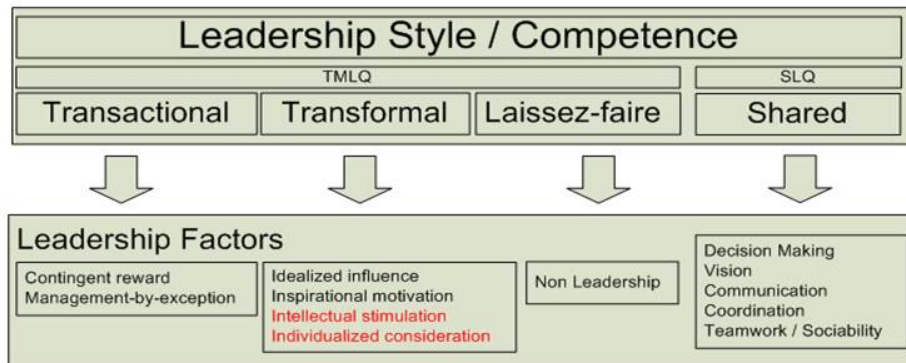 Leadership Style / Competence
TMLQ
SLQ
Transactional
Transformal
Laissez-faire
Shared
Leadership Factors
Contingent reward
Management-by-exception
Idealized influence
Inspirational motivation
Intellectual stimulation
Individualized consideration
Non Leadership
Decision Making
Vision
Communication
Coordination
Teamwork / Sociability